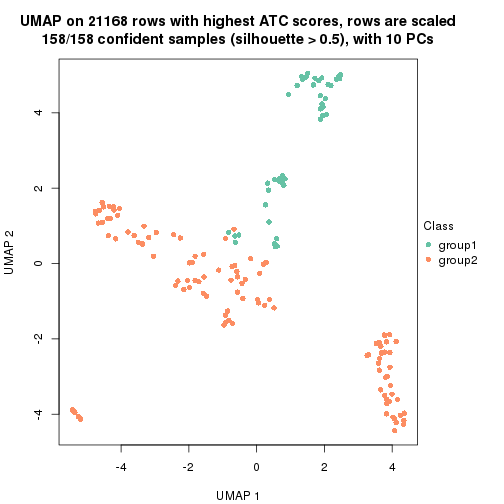 UMAP on 21168 rows with highest ATC scores, rows are scaled
158/158 confident samples (silhouette > 0.5), with 10 PCs
Class
group1
group2
UMAP 2
4
2
0
-2
-4
-4
-2
0
2
4
UMAP 1